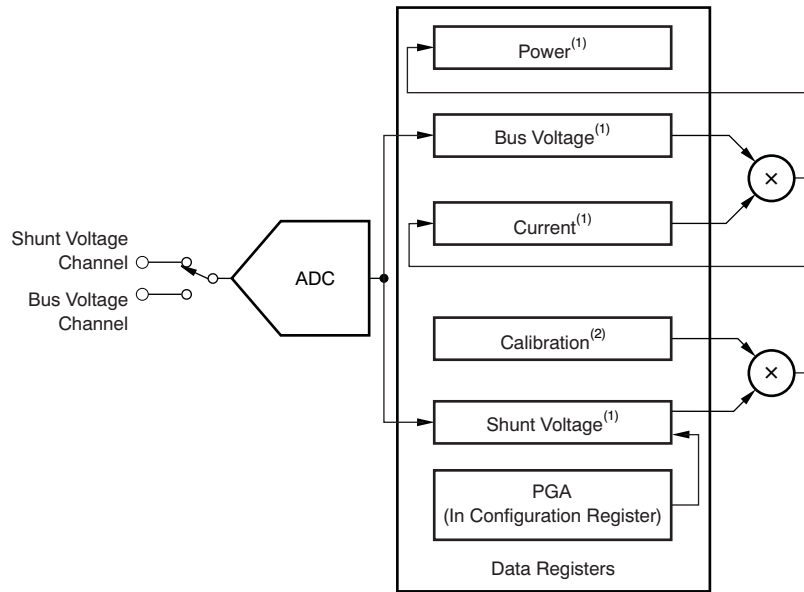 Power(1)
Bus Voltage(1)
×
Current(1)
Shunt Voltage
Channel
ADC
Bus Voltage
Channel
Calibration(2)
×
Shunt Voltage(1)
PGA
(In Configuration Register)
Data Registers